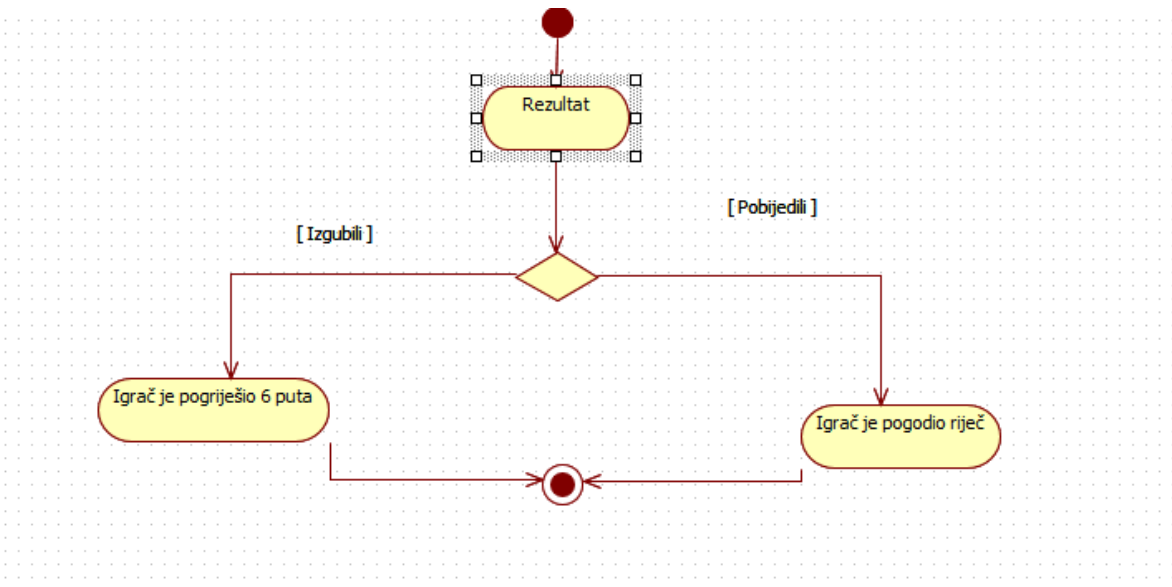 Rezultat
[ Pobijedili ]
[ Izgubili ]
Igrač je pogriješio 6 puta
Igrač je pogodio riječ